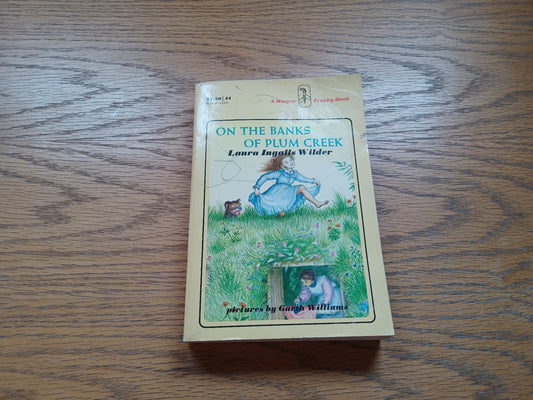 A Harper Trophy Book
ON THE BANKS
OF PLUM CREEK
Laura Ingalls Wilder
pictures by Garth Williams